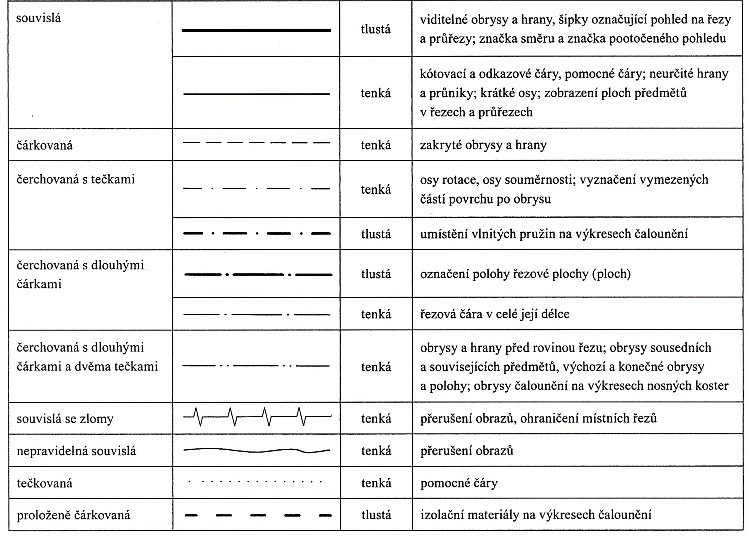 souvislá
tlustá
viditelné obrysy a hrany, šipky označující pohled na řezy
a průřezy; značka směru a značka pootočeného pohledu
tenká
kótovací a odkazové čáry, pomocné čáry; neurčité hrany
a průniky; krátké osy; zobrazení ploch předmětů
v řezech a průřezech
čárkovaná
tenká
zakryté obrysy a hrany
čerchovaná s tečkami
tenká
osy rotace, osy souměrnosti; vyznačení vymezených
částí povrchu po obrysu
tlustá
umístění vlnitých pružin na výkresech čalounění
čerchovaná s dlouhými
čárkami
tlustá
označení polohy řezové plochy (ploch)
tenká
řezová čára v celé její délce
čerchovaná s dlouhými
čárkami a dvěma tečkami
tenká
obrysy a hrany před rovinou řezu; obrysy sousedních
a souvisejících předmětů, výchozí a konečné obrysy
a polohy; obrysy čalounění na výkresech nosných koster
souvislá se zlomy
tenká
přerušení obrazů, ohraničení místních řezů
nepravidelná souvislá
tenká
přerušení obrazů
tečkovaná
tenká
pomocné čáry
proloženě čárkovaná
tlustá
izolační materiály na výkresech čalounění